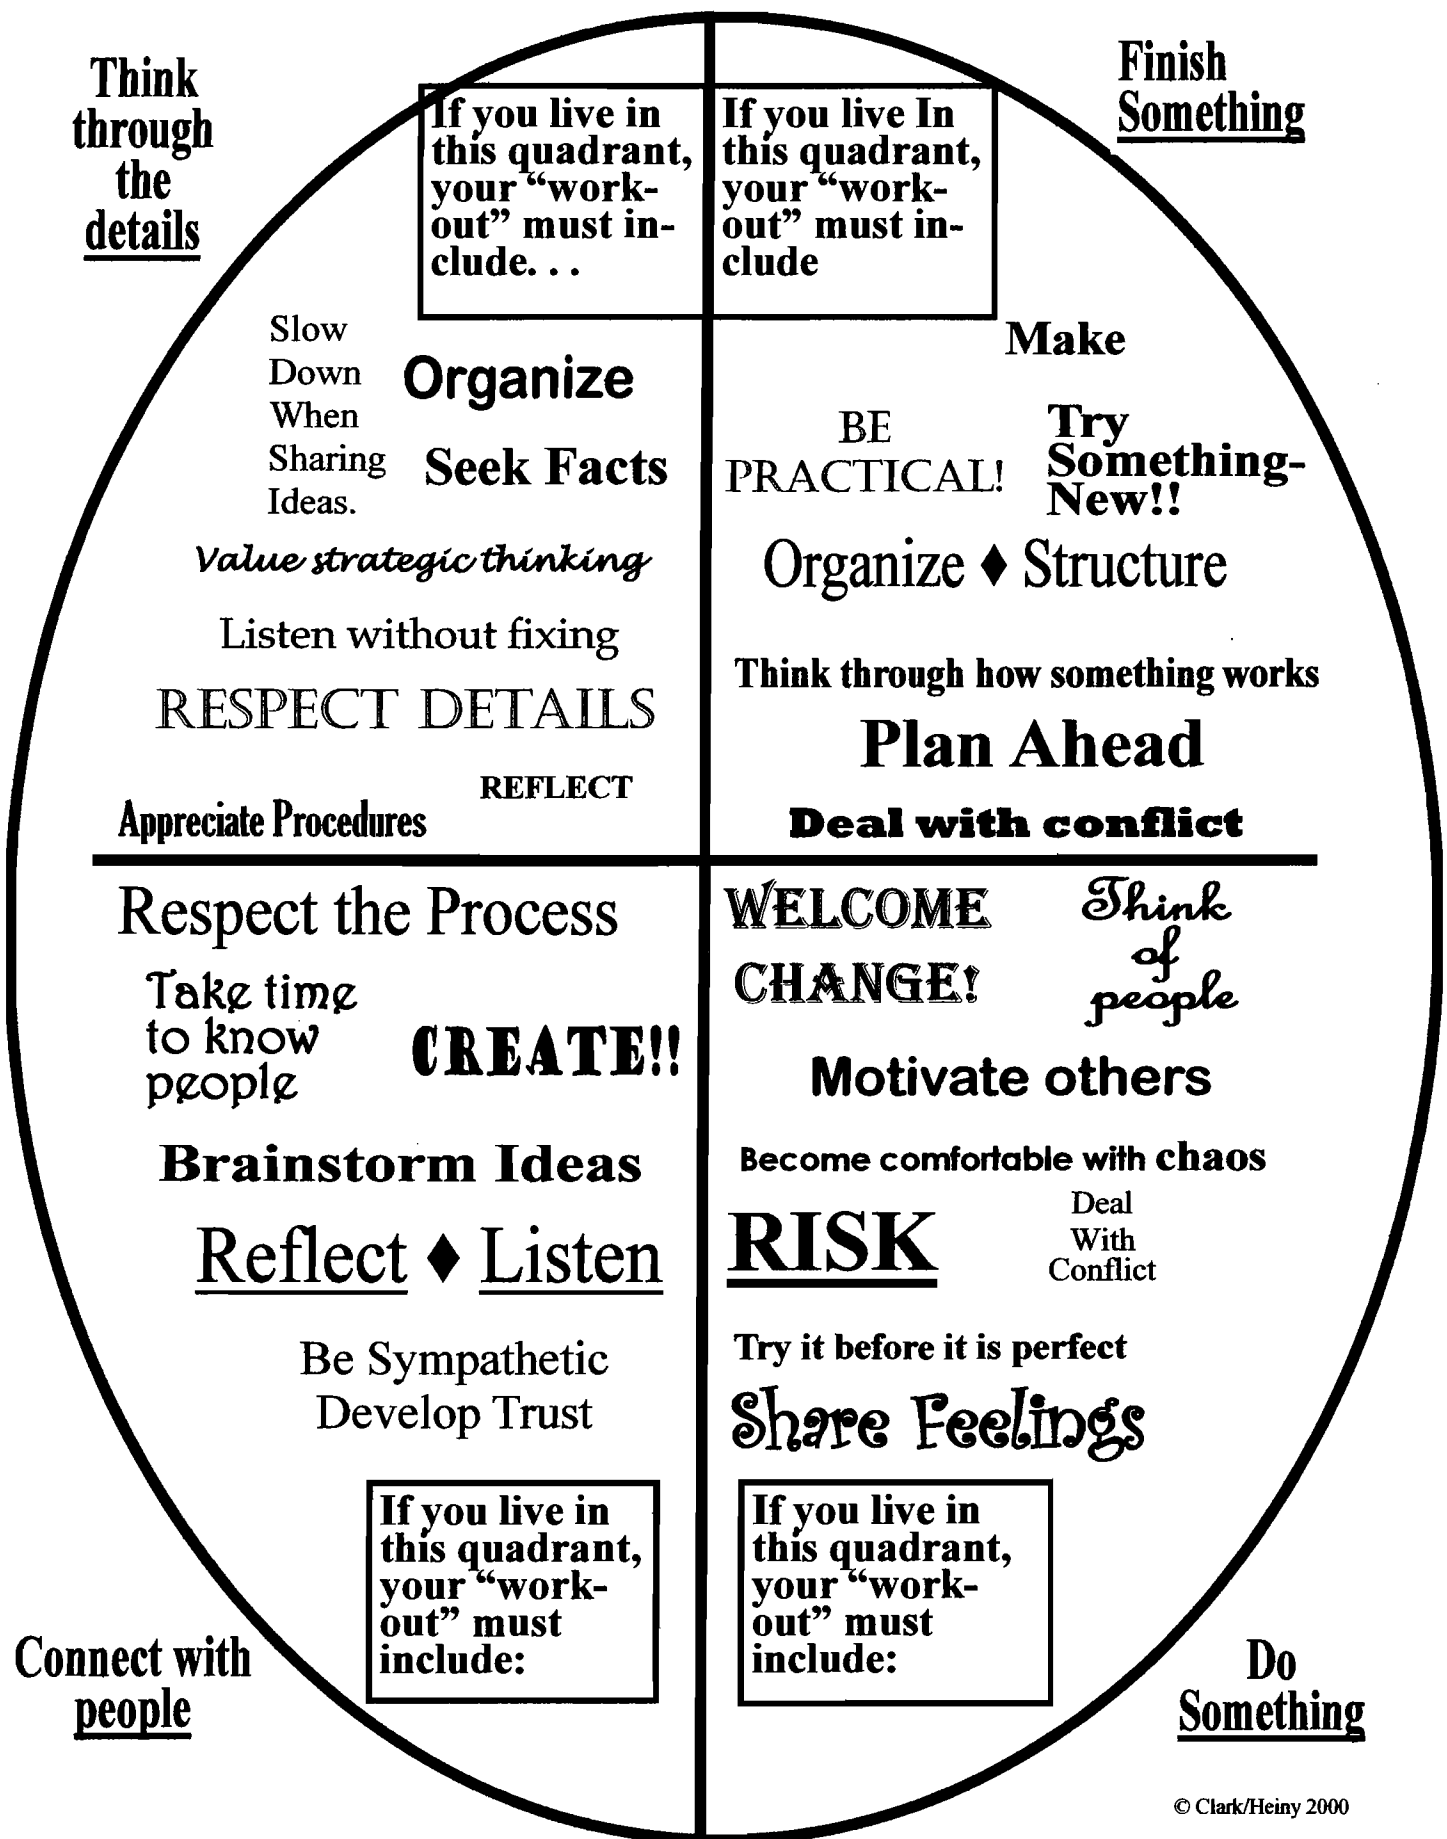 Think
through
the
details
If you live in
this quadrant,
your “work-
out” must in-
clude. . .
If you live In
this quadrant,
your “work-
out” must in-
clude
Finish
Something
Slow
Down
When
Sharing
Ideas.
Organize
Seek Facts
Value strategic thinking
Listen without fixing
RESPECT DETAILS
REFLECT
Appreciate Procedures
Make
BE
PRACTICAL!
Try
Something-
New!!
Organize ♦ Structure
Think through how something works
Plan Ahead
Deal with conflict
Respect the Process
Take time
to know
people
CREATE!!
Brainstorm Ideas
Reflect ♦ Listen
Be Sympathetic
Develop Trust
If you live in
this quadrant,
your “work-
out” must
include:
WELCOME
CHANGE!
Think
of
people
Motivate others
Become comfortable with chaos
RISK
Deal
With
Conflict
Try it before it is perfect
Share Feelings
If you live in
this quadrant,
your “work-
out” must
include:
Connect with
people
Do
Something
© Clark/Heiny 2000